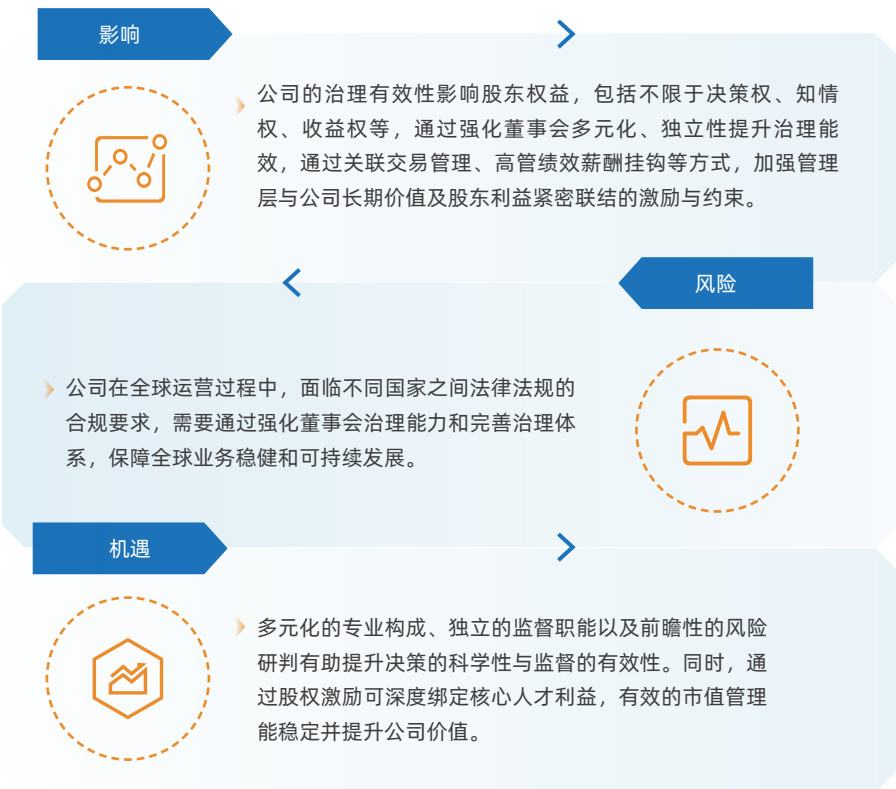 影响
公司的治理有效性影响股东权益，包括不限于决策权、知情
权、收益权等，通过强化董事会多元化、独立性提升治理能
效，通过关联交易管理、高管绩效薪酬挂钩等方式，加强管理
层与公司长期价值及股东利益紧密联结的激励与约束。
风险
公司在全球运营过程中，面临不同国家之间法律法规的
合规要求，需要通过强化董事会治理能力和完善治理体
系，保障全球业务稳健和可持续发展。
机遇
多元化的专业构成、独立的监督职能以及前瞻性的风险
研判有助提升决策的科学性与监督的有效性。同时，通
过股权激励可深度绑定核心人才利益，有效的市值管理
能稳定并提升公司价值。